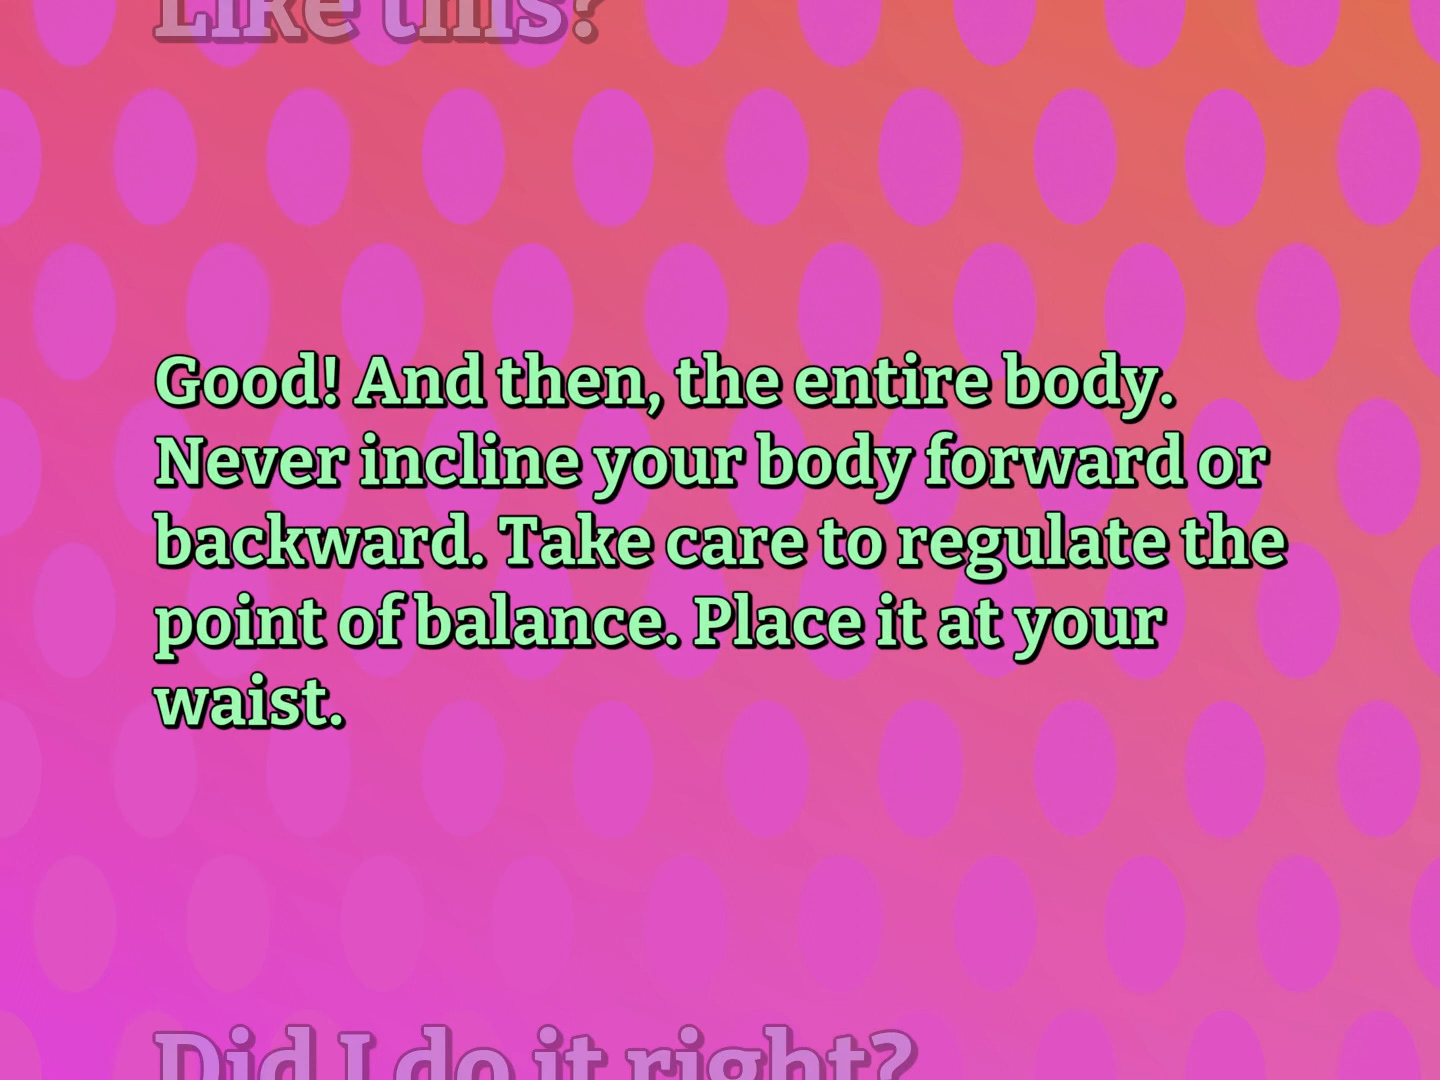 Like this?
Good! And then, the entire body.
Never incline your body forward or
backward. Take care to regulate the
point of balance. Place it at your
waist.
Did I do it right?